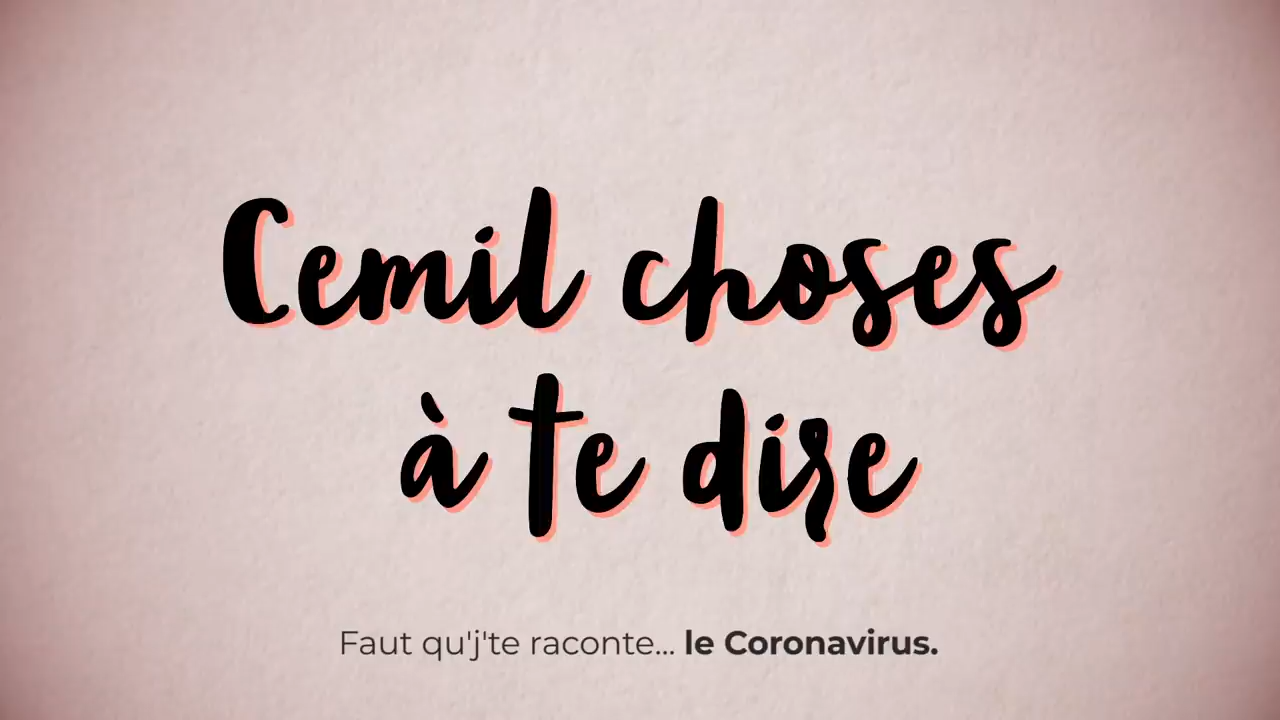 Cemil choses
à te dire
Faut qu'j'te raconte... le Coronavirus.